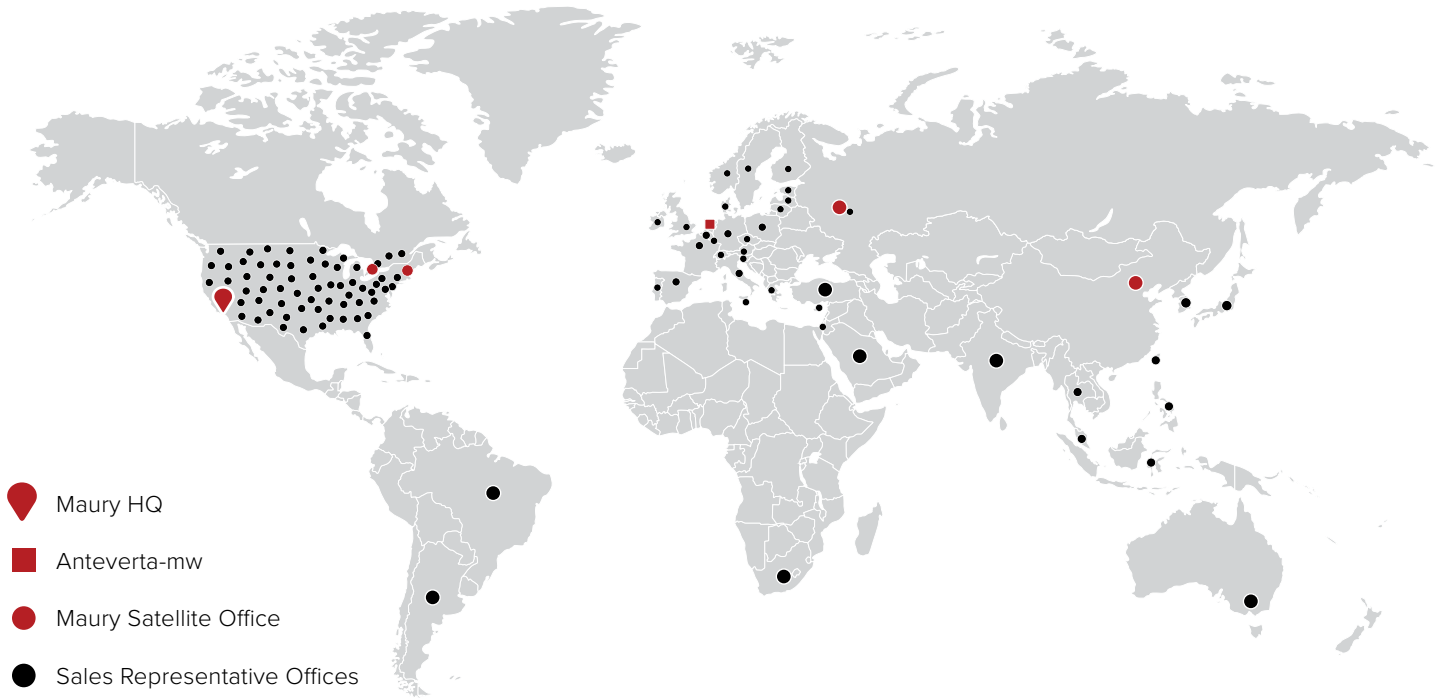 Maury HQ
Anteverta-mw
Maury Satellite Office
Sales Representative Offices